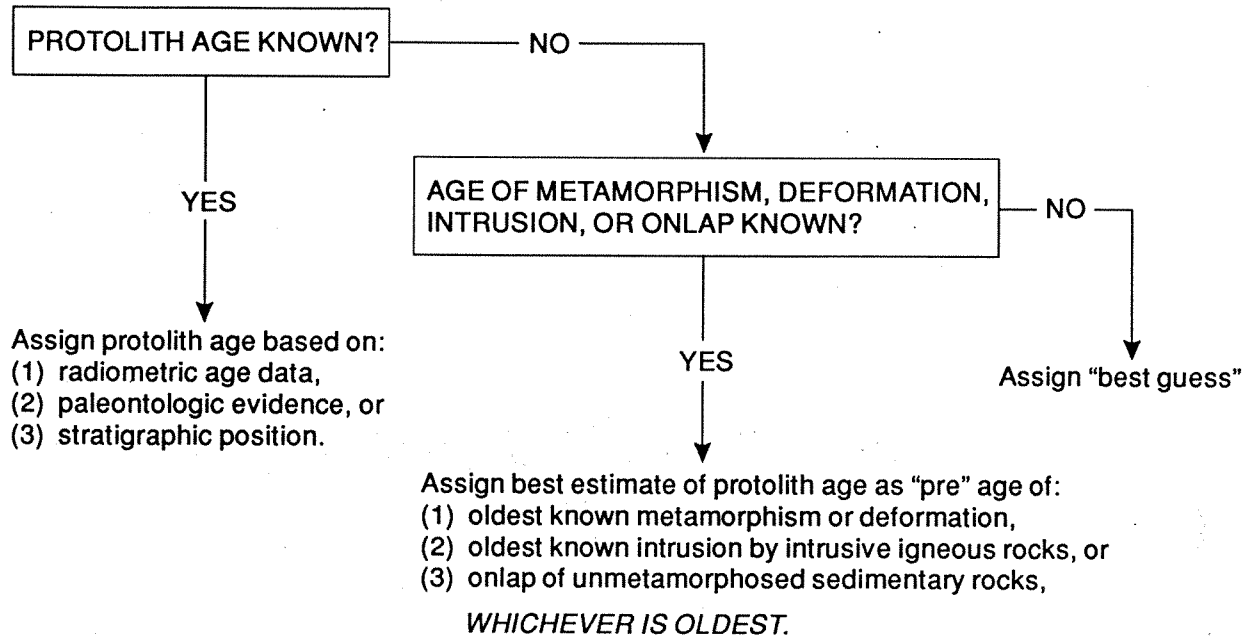 PROTOLITH AGE KNOWN?
NO
YES
AGE OF METAMORPHISM, DEFORMATION,
INTRUSION, OR ONLAP KNOWN?
NO
Assign protolith age based on:
(1) radiometric age data,
(2) paleontologic evidence, or
(3) stratigraphic position.
YES
Assign "best guess"
Assign best estimate of protolith age as "pre" age of:
(1) oldest known metamorphism or deformation,
(2) oldest known intrusion by intrusive igneous rocks, or
(3) onlap of unmetamorphosed sedimentary rocks,
WHICHEVER IS OLDEST.